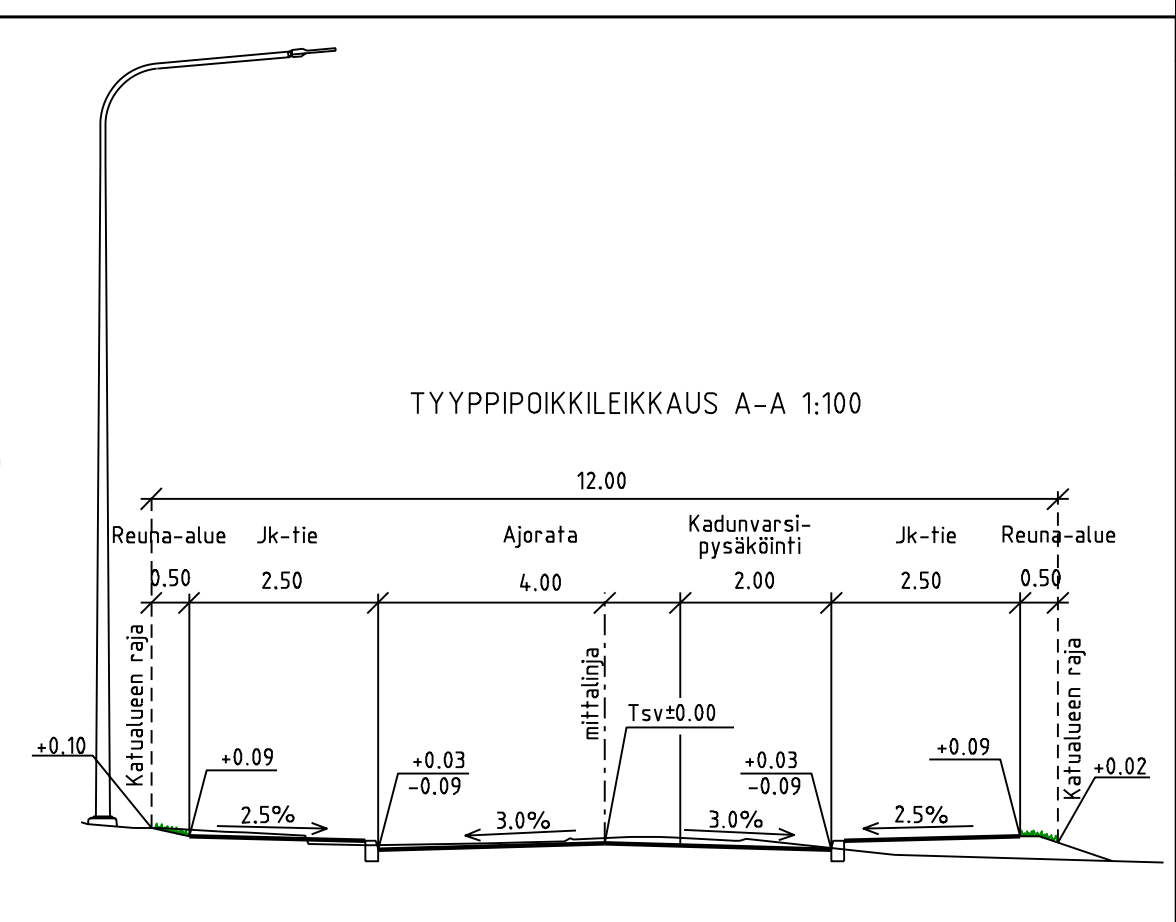 TYYPPIPOIKKILEIKKAUS A-A 1:100
12.00
Reuna-alue
Jk-tie
Ajorata
Kadunvarsi-
pysäköinti
Jk-tie
Reuna-alue
0.50
2.50
4.00
2.00
2.50
0.50
Katualueen raja
mittalinja
Katualueen raja
Tsv±0.00
+0.10
+0.09
+0.03
-0.09
+0.03
-0.09
+0.09
+0.02
2.5%
3.0%
3.0%
2.5%